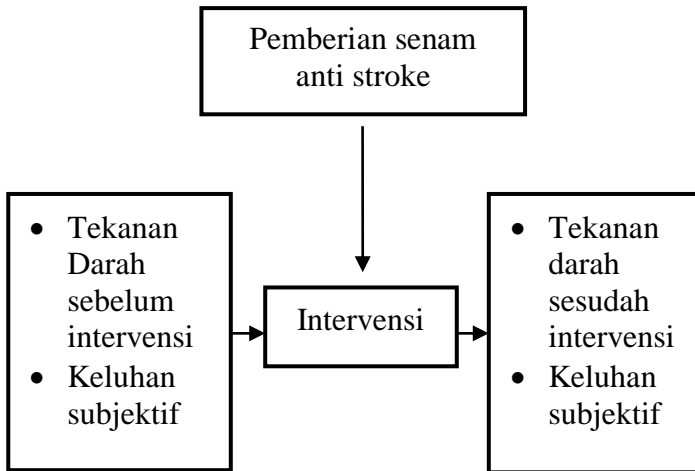 Pemberian senam
anti stroke
• Tekanan
Darah
sebelum
intervensi
• Keluhan
subjektif
Intervensi
• Tekanan
darah
sesudah
intervensi
• Keluhan
subjektif